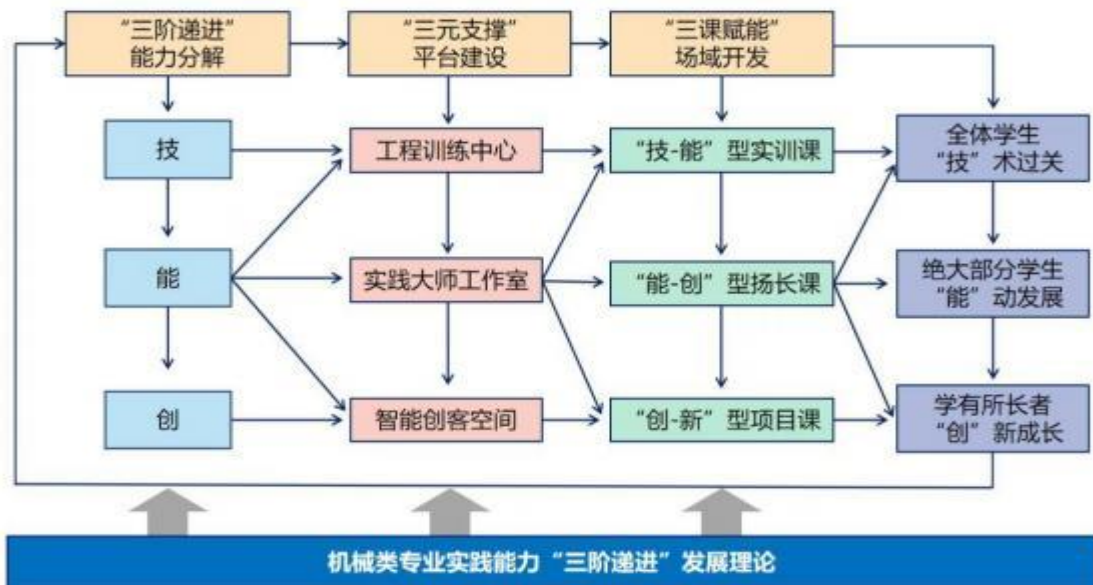 “三阶递进”
能力分解
“三元支撑”
平台建设
“三课赋能”
场域开发
技
工程训练中心
“技-能”型实训课
全体学生
“技”术过关
能
实践大师工作室
“能-创”型扬长课
绝大部分学生
“能”动发展
创
智能创客空间
“创-新”型项目课
学有所长者
“创”新成长
机械类专业实践能力“三阶递进”发展理论